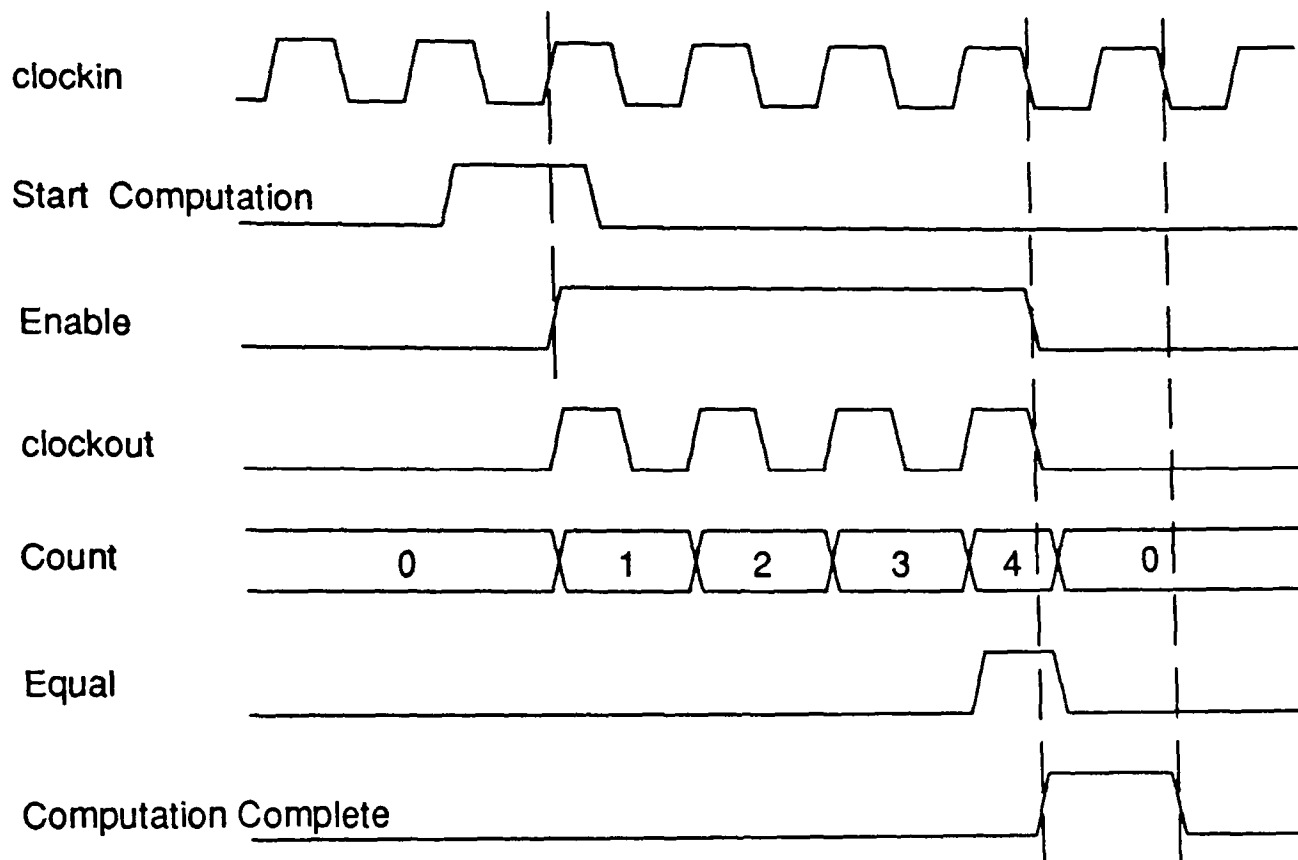 clockin
Start Computation
Enable
clockout
Count 0 1 2 3 4 0
Equal
Computation Complete